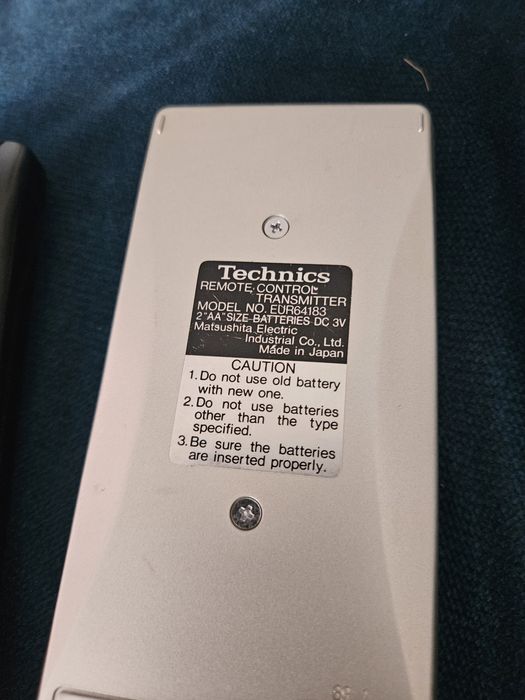 Technics
REMOTE CONTROL
TRANSMITTER
MODEL NO. EUR64183
2"AA"SIZE BATTERIES DC 3V
Matsushita Electric
Industrial Co., Ltd.
Made in Japan
CAUTION
1. Do not use old battery
with new one.
2. Do not use batteries
other than the type
specified.
3. Be sure the batteries
are inserted properly.